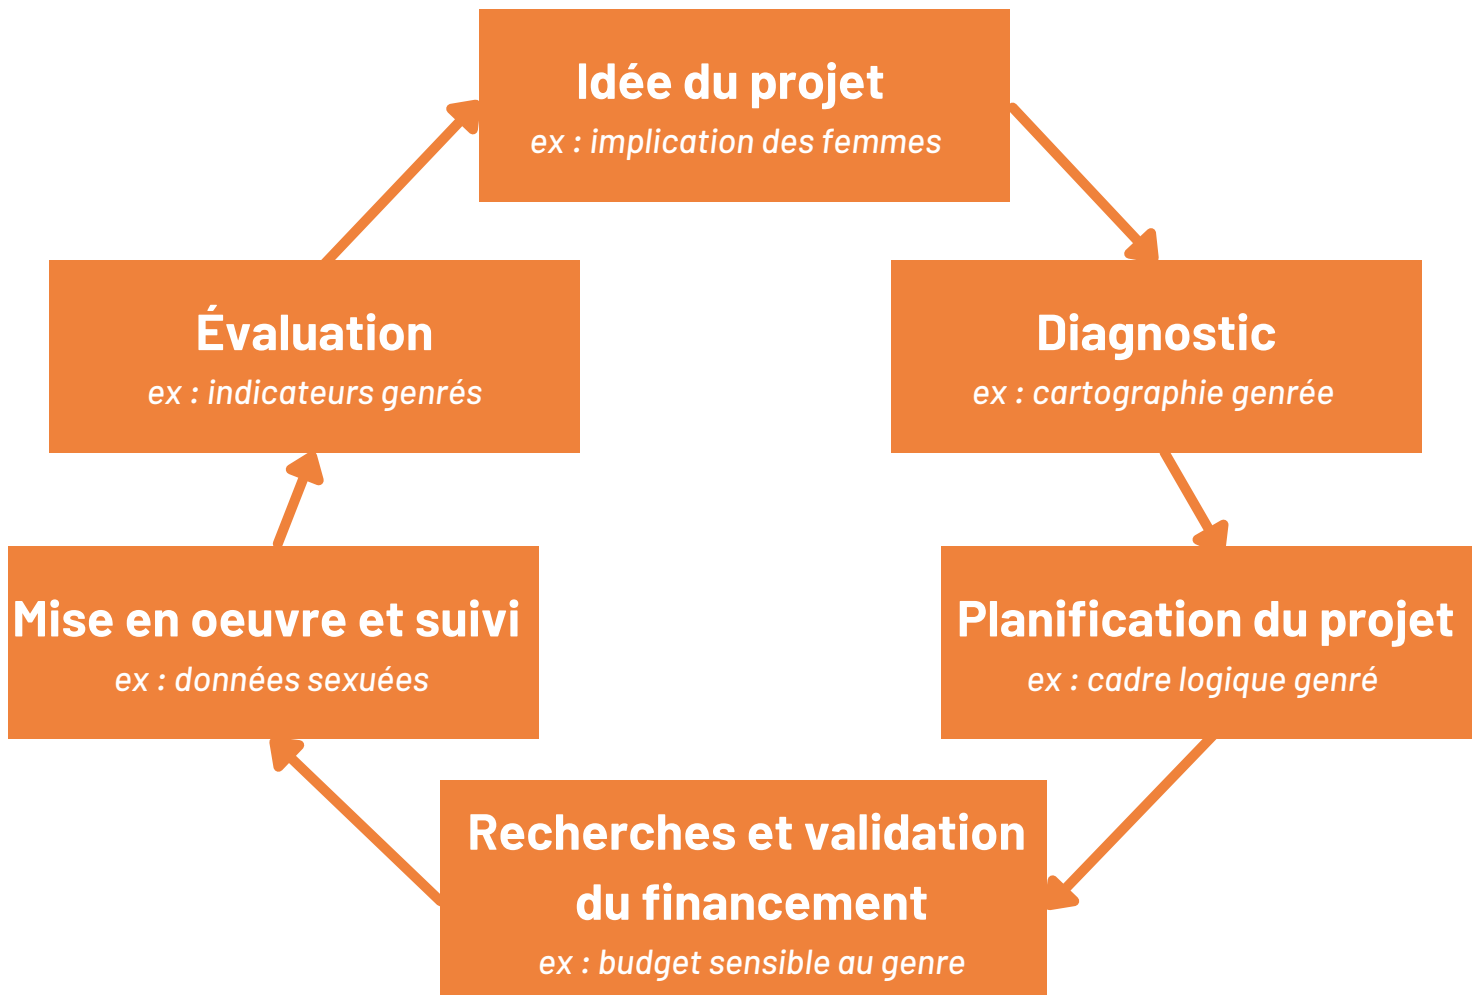 Idée du projet
ex : implication des femmes
Diagnostic
ex : cartographie genrée
Planification du projet
ex : cadre logique genré
Recherches et validation
du financement
ex : budget sensible au genre
Mise en oeuvre et suivi
ex : données sexuées
Évaluation
ex : indicateurs genrés